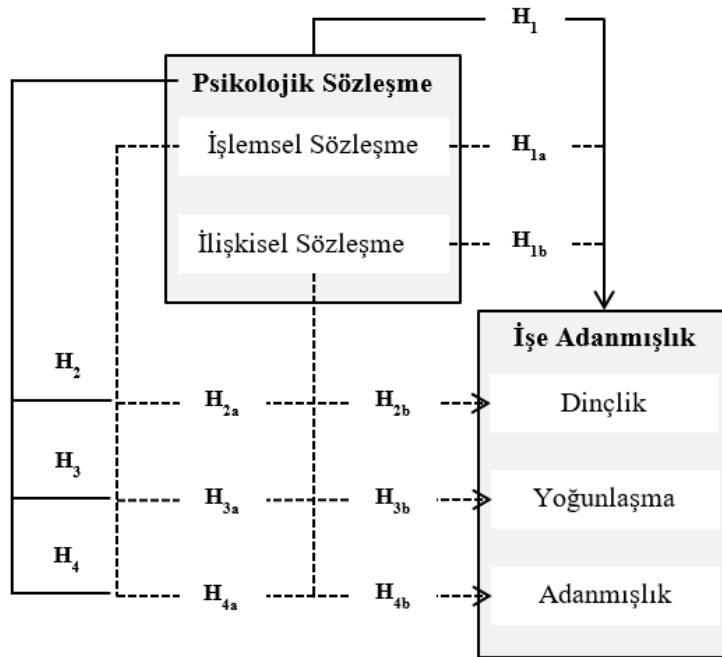 H1
Psikolojik Sözleşme
İşlemsel Sözleşme
H1a
İlişkisel Sözleşme
H1b
İşe Adanmışlık
H2
H2a
H2b
Dinçlik
H3
H3a
H3b
Yoğunlaşma
H4
H4a
H4b
Adanmışlık